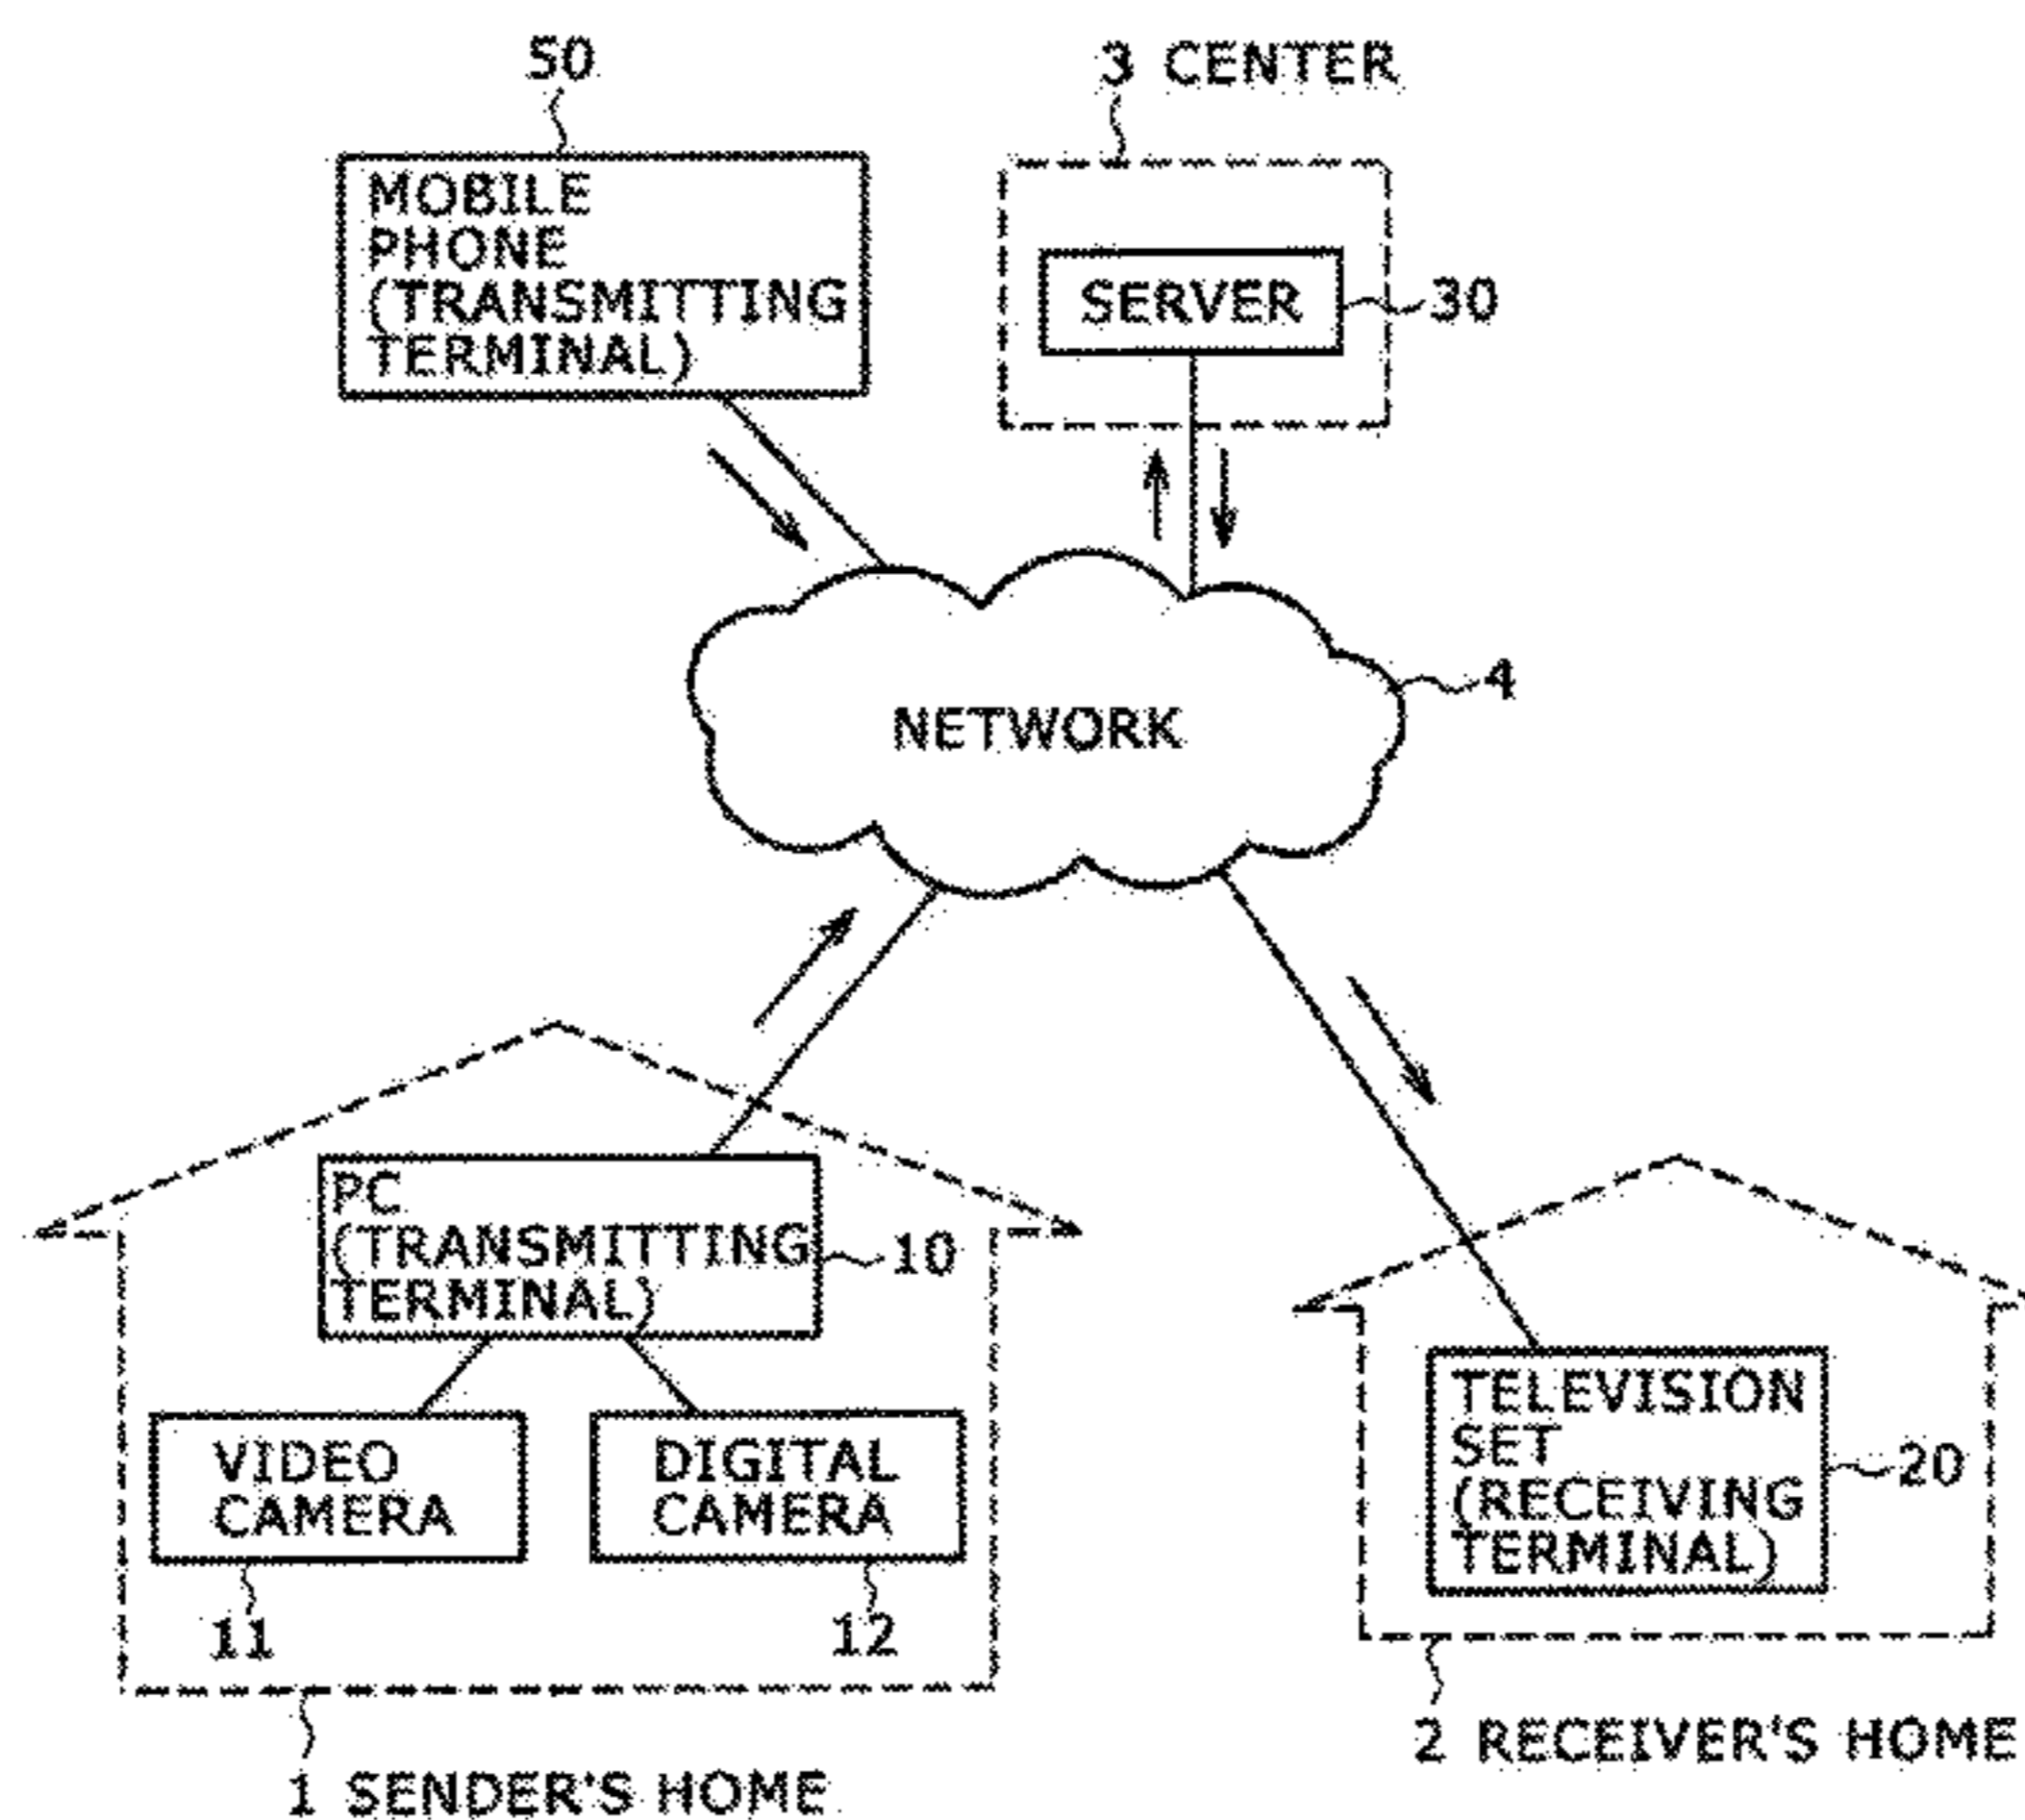 50
3 CENTER
MOBILE
PHONE
(TRANSMITTING
TERMINAL)
SERVER
30
4
NETWORK
PC
(TRANSMITTING
TERMINAL)
10
VIDEO
CAMERA
DIGITAL
CAMERA
11
12
TELEVISION
SET
(RECEIVING
TERMINAL)
20
2 RECEIVER'S HOME
1 SENDER'S HOME